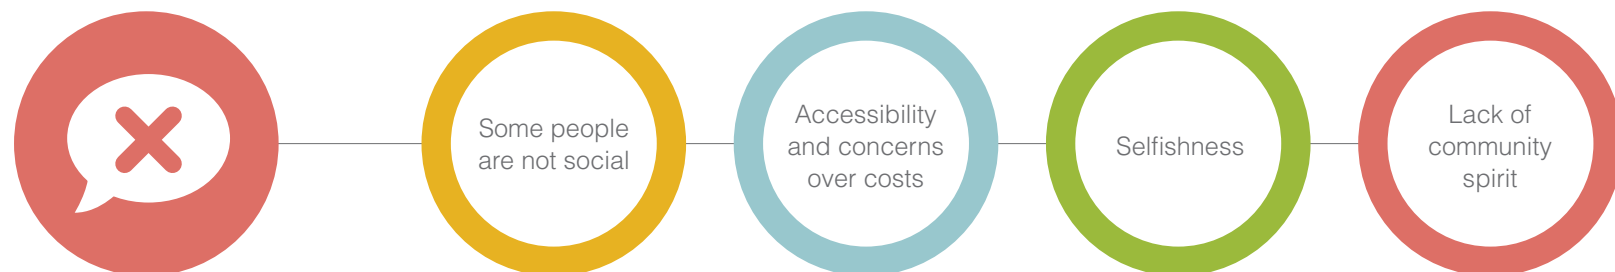 Some people
are not social
Accessibility
and concerns
over costs
Selfishness
Lack of
community
spirit